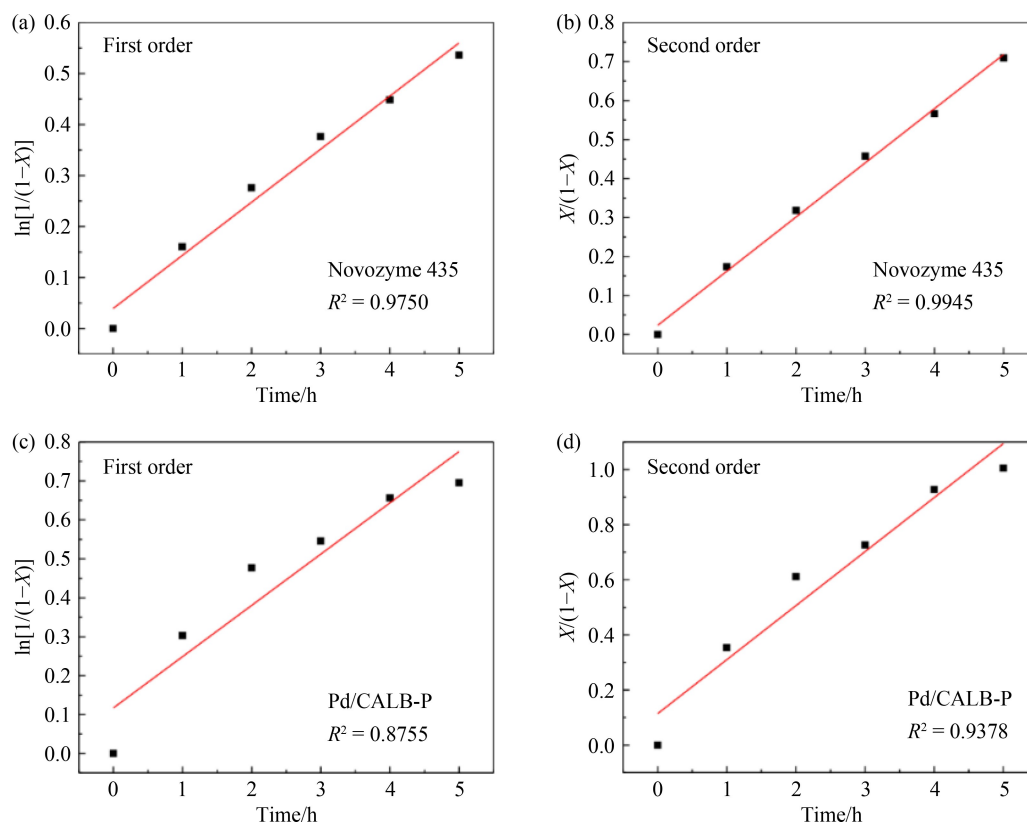 (a)
0.6
First order
0.5
0.4
0.3
0.2
0.1
0.0
ln[1/(1−X)]
Novozyme 435
R² = 0.9750
0 1 2 3 4 5
Time/h
(b)
0.8
Second order
0.7
0.6
0.5
0.4
0.3
0.2
0.1
0.0
X/(1−X)
Novozyme 435
R² = 0.9945
0 1 2 3 4 5
Time/h
(c)
0.8
First order
0.7
0.6
0.5
0.4
0.3
0.2
0.1
0.0
ln[1/(1−X)]
Pd/CALB-P
R² = 0.8755
0 1 2 3 4 5
Time/h
(d)
Second order
1.0
0.8
0.6
0.4
0.2
0.0
X/(1−X)
Pd/CALB-P
R² = 0.9378
0 1 2 3 4 5
Time/h